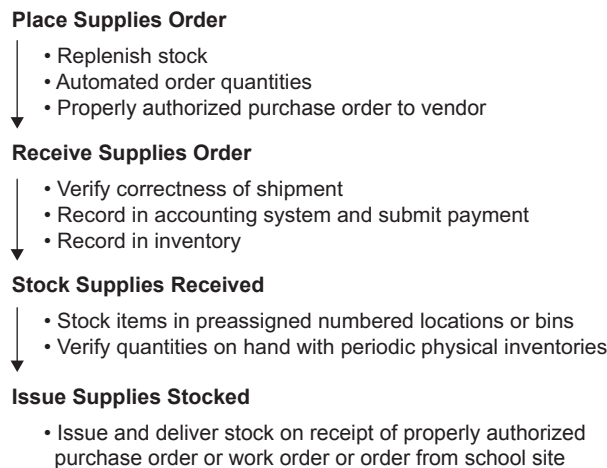 Place Supplies Order
• Replenish stock
• Automated order quantities
• Properly authorized purchase order to vendor
Receive Supplies Order
• Verify correctness of shipment
• Record in accounting system and submit payment
• Record in inventory
Stock Supplies Received
• Stock items in preassigned numbered locations or bins
• Verify quantities on hand with periodic physical inventories
Issue Supplies Stocked
• Issue and deliver stock on receipt of properly authorized
purchase order or work order or order from school site